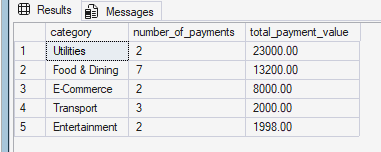 Results Messages
category number_of_payments total_payment_value
1 Utilities 2 23000.00
2 Food & Dining 7 13200.00
3 E-Commerce 2 8000.00
4 Transport 3 2000.00
5 Entertainment 2 1998.00